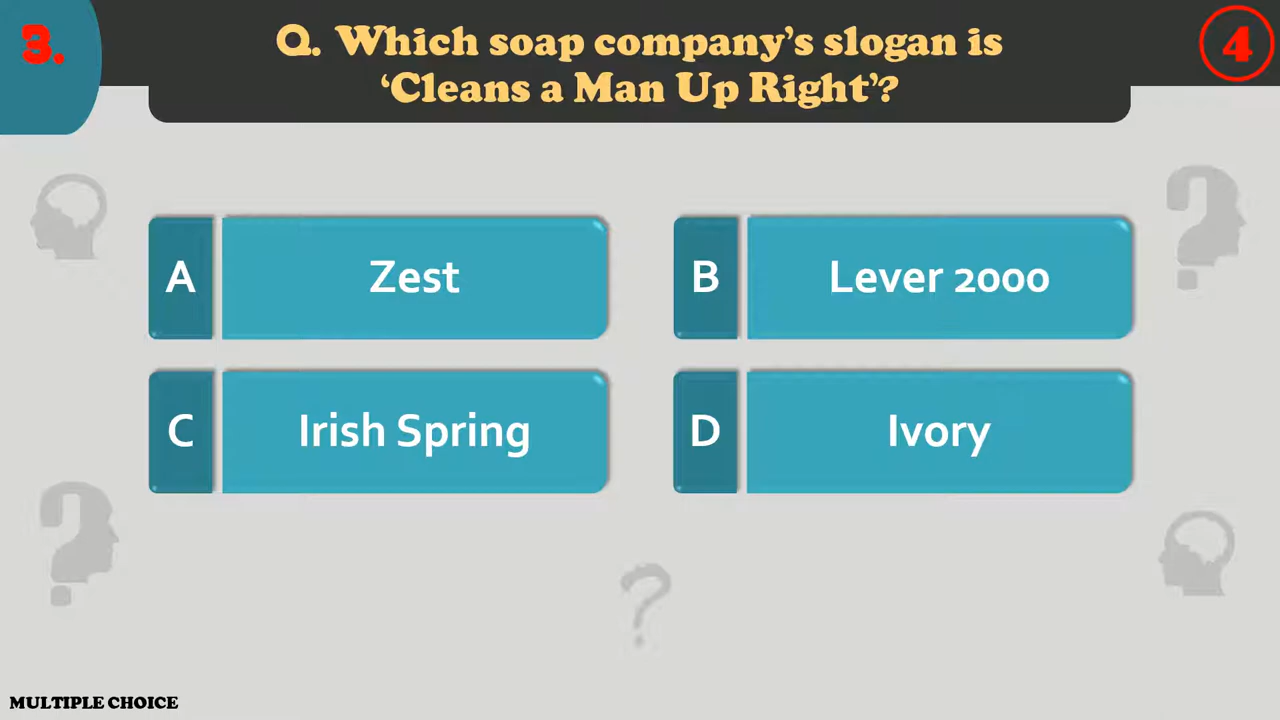 3.
Q. Which soap company’s slogan is
‘Cleans a Man Up Right’?
4
A
Zest
B
Lever 2000
C
Irish Spring
D
Ivory
MULTIPLE CHOICE